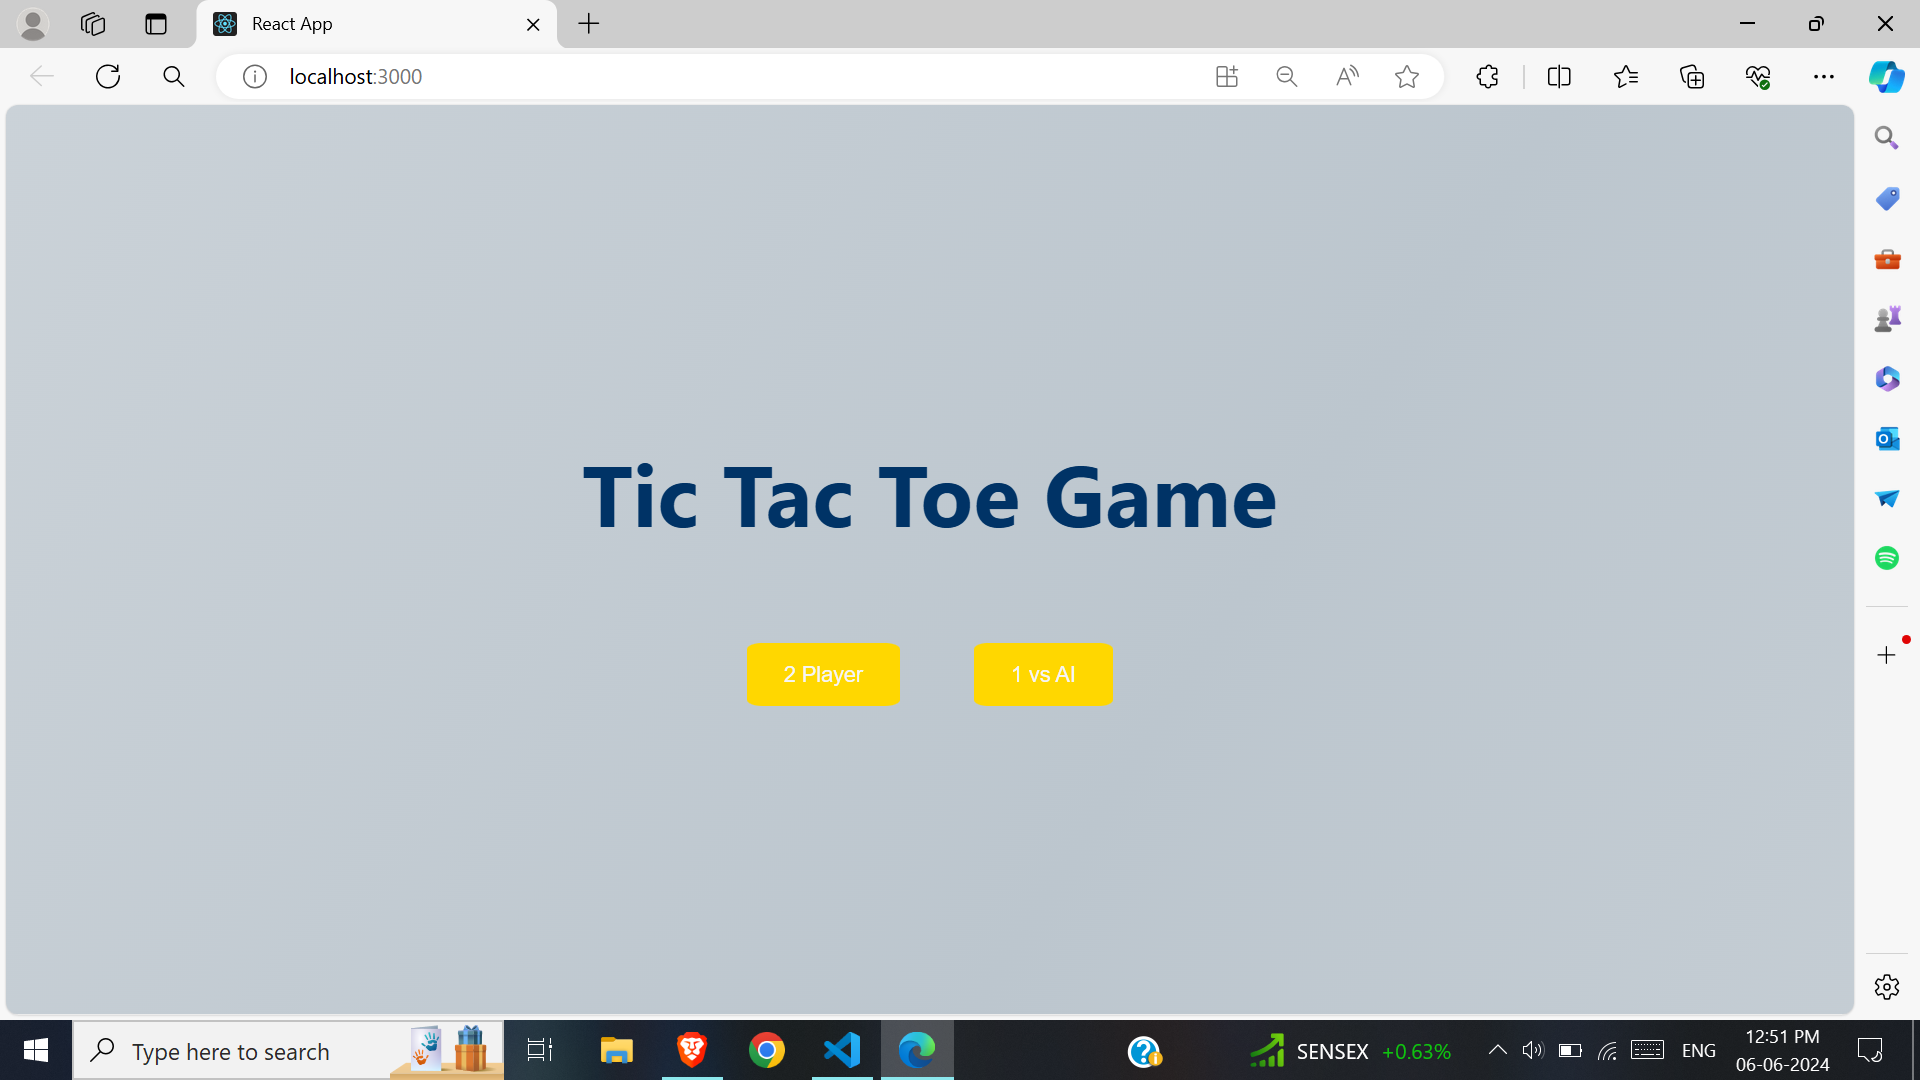 React App
localhost:3000
Tic Tac Toe Game
2 Player
1 vs AI
Type here to search
SENSEX +0.63%
ENG
12:51 PM
06-06-2024